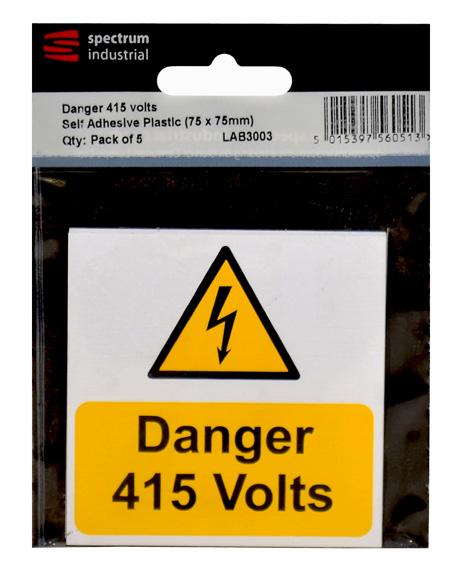 spectrum
industrial
Danger 415 volts
Self Adhesive Plastic (75 x 75mm)
Qty: Pack of 5 LAB3003
5 015397 560513 >
Danger
415 Volts